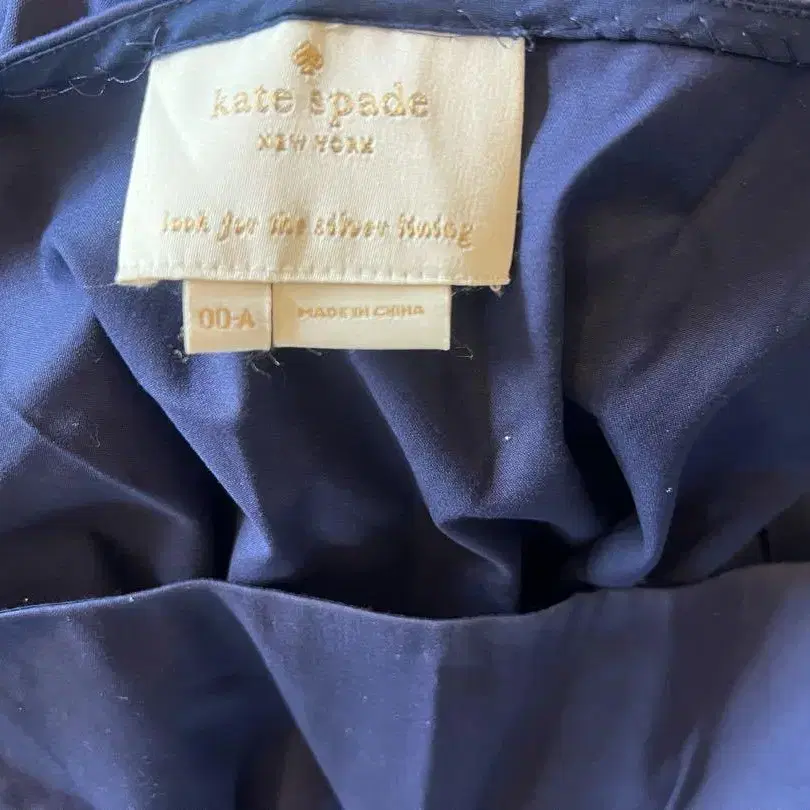 kate spade
NEW YORK
look for the silver lining
00-A
MADE IN CHINA